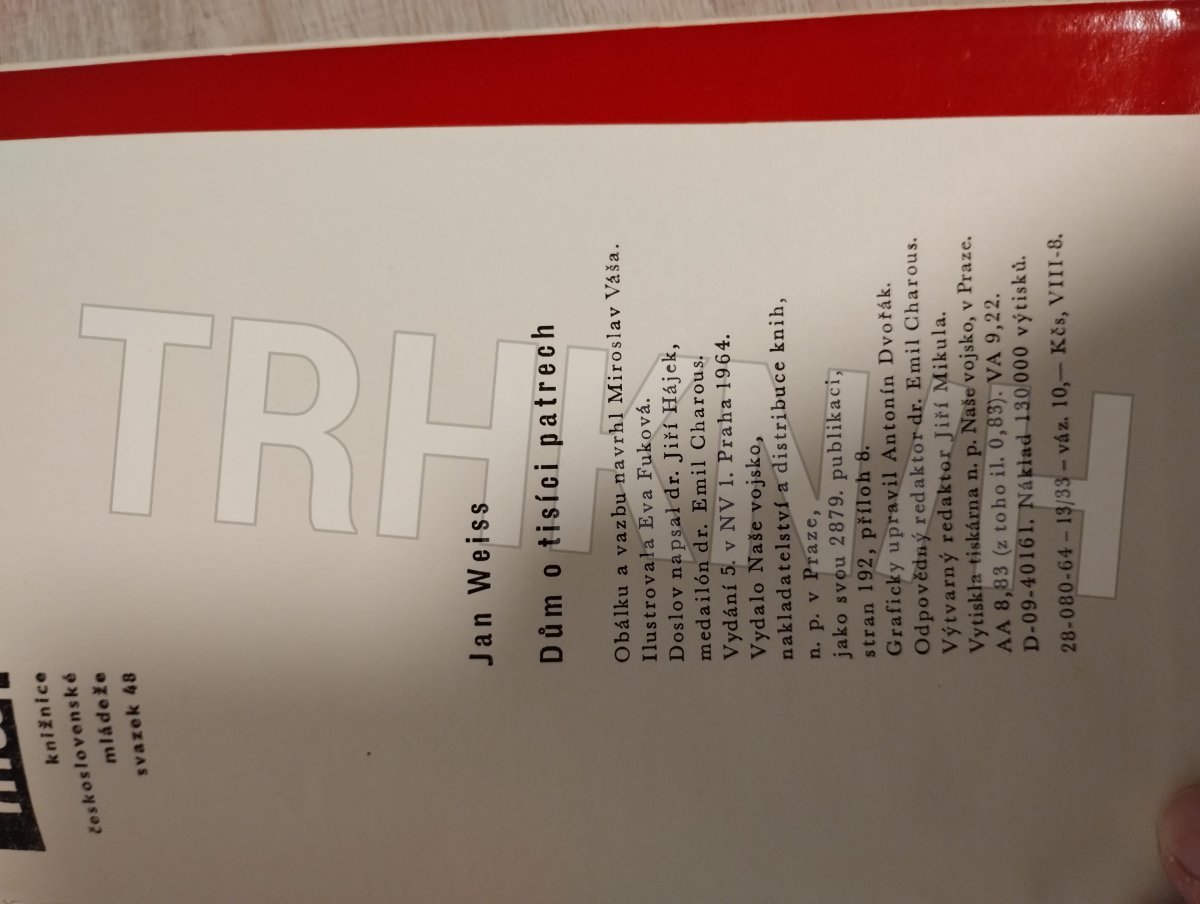 knižnice
československé
mládeže
svazek 48
Jan Weiss
Dům o tisíci patrech
Obálku a vazbu navrhl Miroslav Váša.
Ilustrovala Eva Fuková.
Doslov napsal dr. Jiří Hájek,
medailón dr. Emil Charous.
Vydání 5. v NV 1. Praha 1964.
Vydalo Naše vojsko,
nakladatelství a distribuce knih,
n. p. v Praze,
jako svou 2879. publikaci,
stran 192, příloh 8.
Graficky upravil Antonín Dvořák.
Odpovědný redaktor dr. Emil Charous.
Výtvarný redaktor Jiří Mikula.
Vytiskla tiskárna n. p. Naše vojsko, v Praze.
AA 8,83 (z toho il. 0,83). VA 9,22.
D-09-40161. Náklad 130 000 výtisků.
28-080-64 – 13/33 – váz. 10,— Kčs, VIII-8.